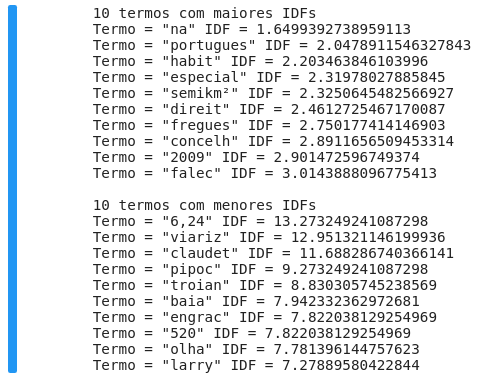 10 termos com maiores IDFs
Termo = "na" IDF = 1.6499392738959113
Termo = "portugues" IDF = 2.0478911546327843
Termo = "habit" IDF = 2.203463846103996
Termo = "especial" IDF = 2.31978027885845
Termo = "semikm²" IDF = 2.3250645482566927
Termo = "direit" IDF = 2.4612725467170087
Termo = "fregues" IDF = 2.750177414146903
Termo = "concelh" IDF = 2.8911656509453314
Termo = "2009" IDF = 2.901472596749374
Termo = "falec" IDF = 3.0143888096775413
10 termos com menores IDFs
Termo = "6,24" IDF = 13.273249241087298
Termo = "viariz" IDF = 12.951321146199936
Termo = "claudet" IDF = 11.688286740366141
Termo = "pipoc" IDF = 9.273249241087298
Termo = "troian" IDF = 8.830305745238569
Termo = "baia" IDF = 7.942332362972681
Termo = "engrac" IDF = 7.822038129254969
Termo = "520" IDF = 7.822038129254969
Termo = "olha" IDF = 7.781396144757623
Termo = "larry" IDF = 7.27889580422844